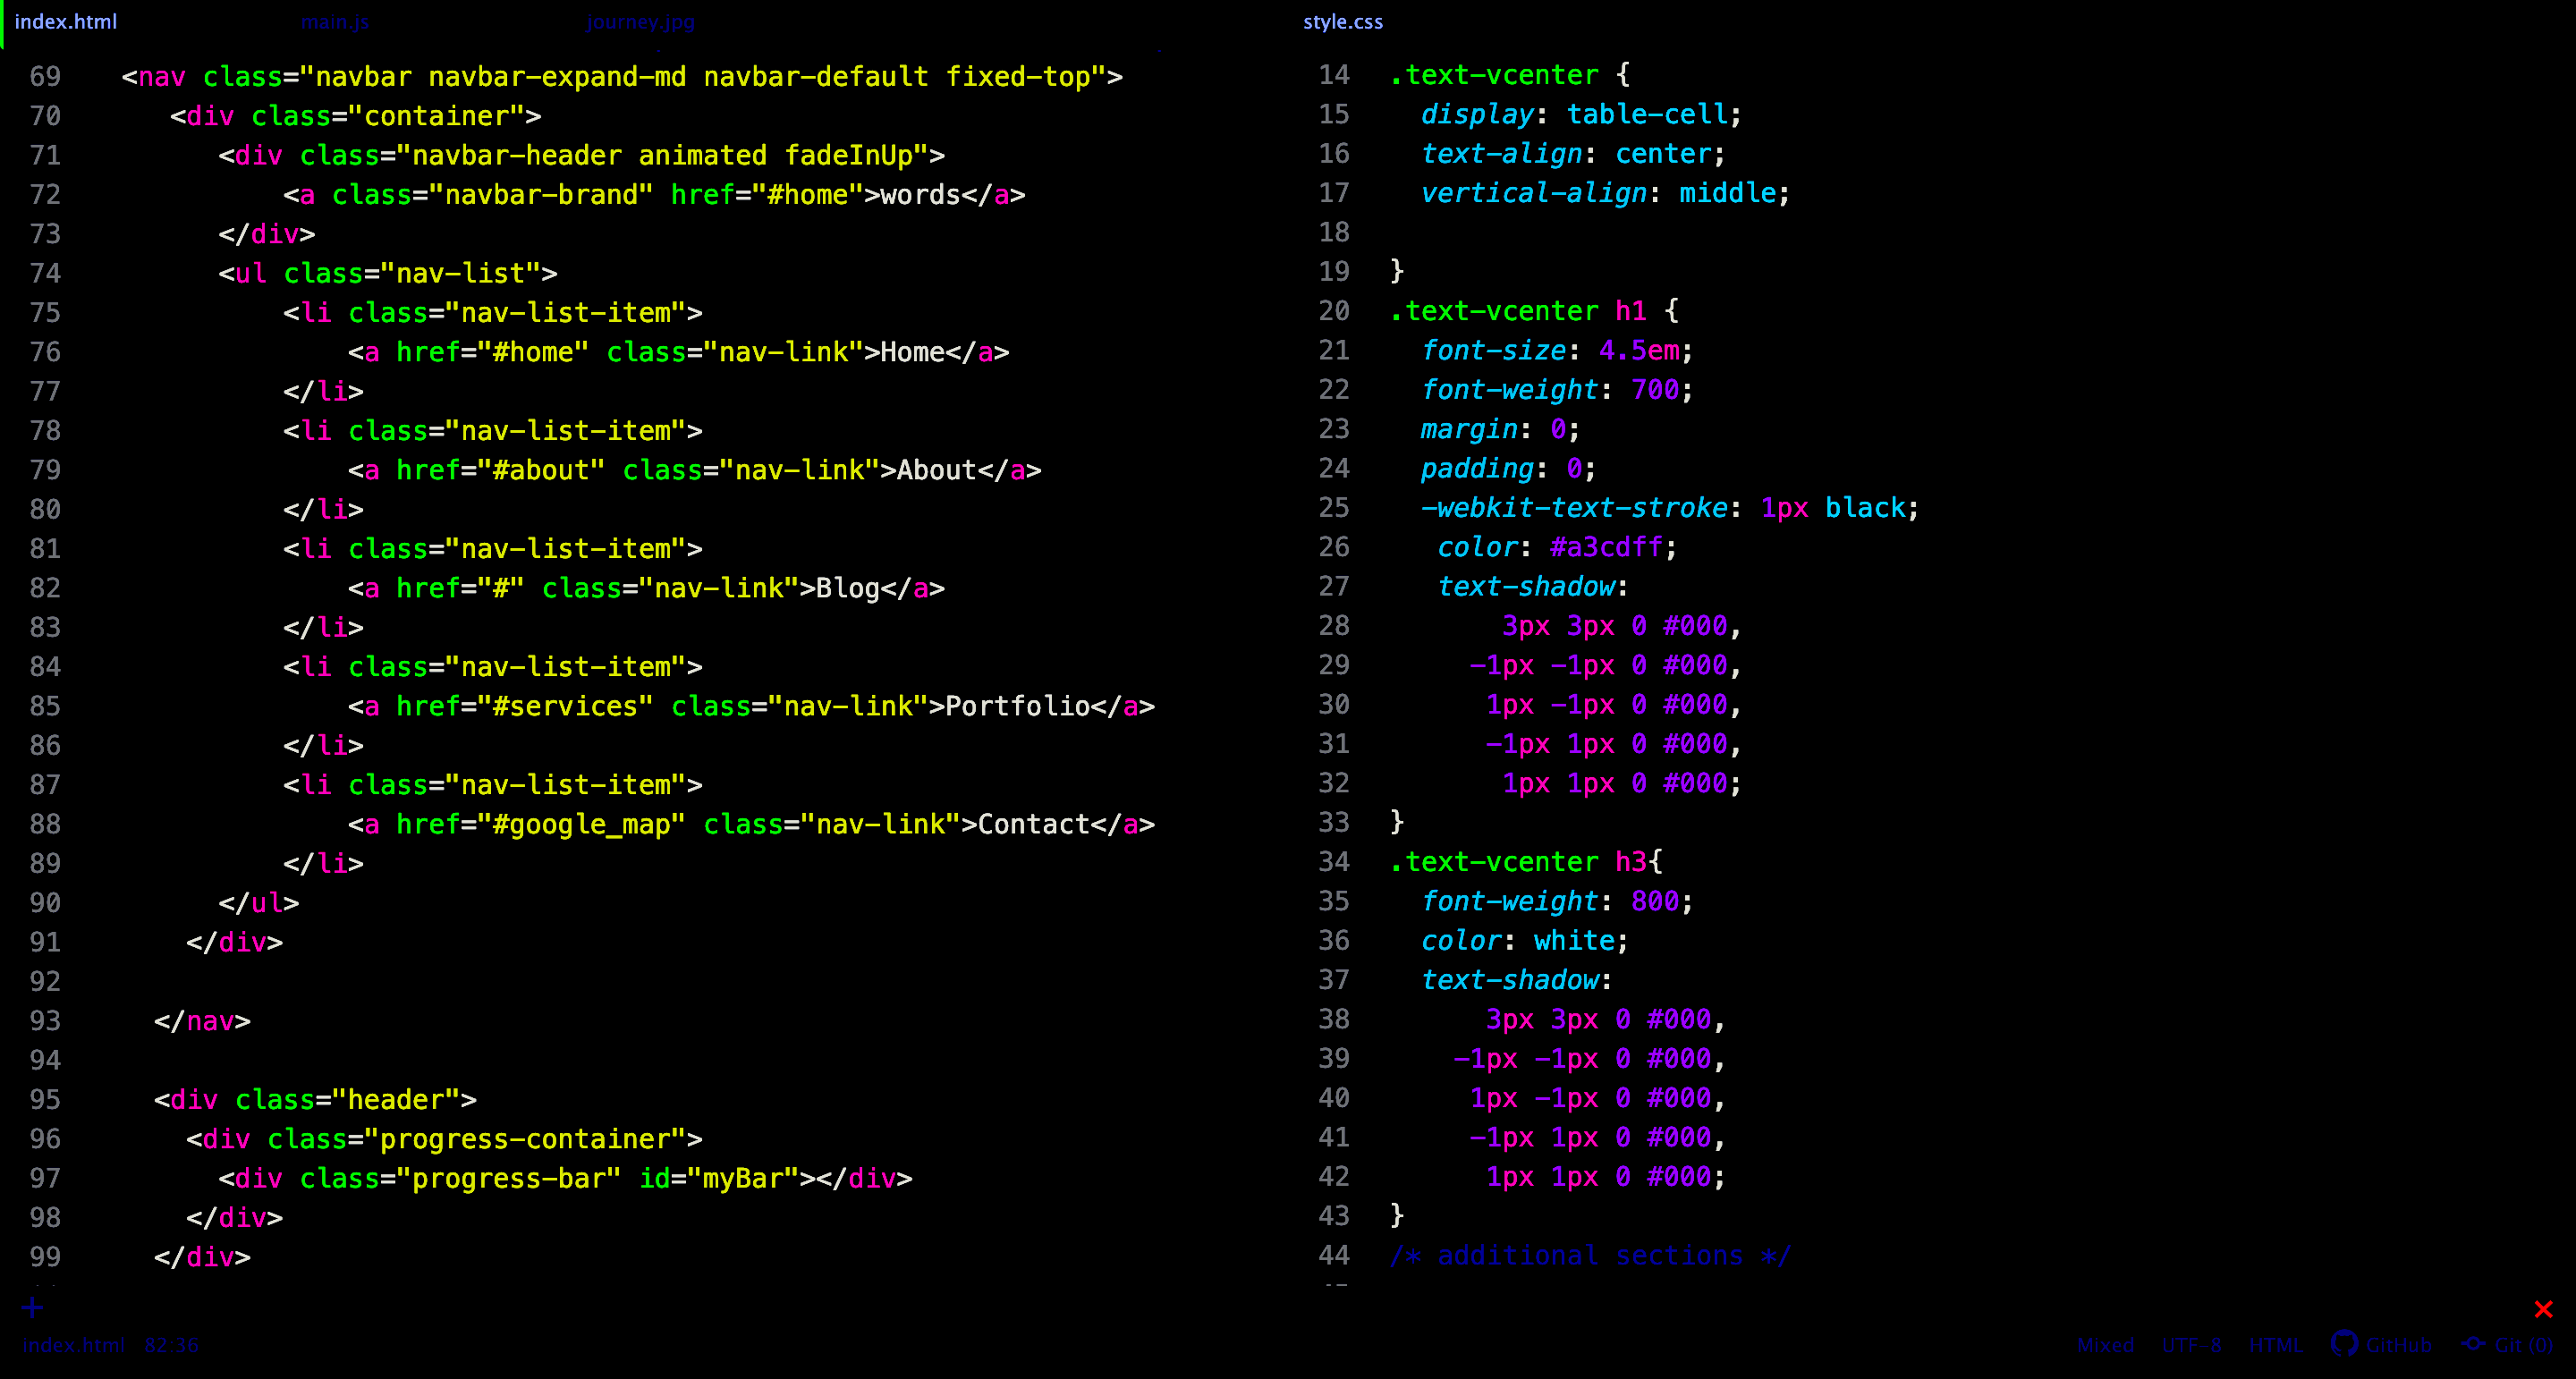 index.html main.js journey.jpg
69 <nav class="navbar navbar-expand-md navbar-default fixed-top">
70 <div class="container">
71 <div class="navbar-header animated fadeInUp">
72 <a class="navbar-brand" href="#home">words</a>
73 </div>
74 <ul class="nav-list">
75 <li class="nav-list-item">
76 <a href="#home" class="nav-link">Home</a>
77 </li>
78 <li class="nav-list-item">
79 <a href="#about" class="nav-link">About</a>
80 </li>
81 <li class="nav-list-item">
82 <a href="#" class="nav-link">Blog</a>
83 </li>
84 <li class="nav-list-item">
85 <a href="#services" class="nav-link">Portfolio</a>
86 </li>
87 <li class="nav-list-item">
88 <a href="#google_map" class="nav-link">Contact</a>
89 </li>
90 </ul>
91 </div>
92
93 </nav>
94
95 <div class="header">
96 <div class="progress-container">
97 <div class="progress-bar" id="myBar"></div>
98 </div>
99 </div>
style.css
14 .text-vcenter {
15 display: table-cell;
16 text-align: center;
17 vertical-align: middle;
18
19 }
20 .text-vcenter h1 {
21 font-size: 4.5em;
22 font-weight: 700;
23 margin: 0;
24 padding: 0;
25 -webkit-text-stroke: 1px black;
26 color: #a3cdff;
27 text-shadow:
28 3px 3px 0 #000,
29 -1px -1px 0 #000,
30 1px -1px 0 #000,
31 -1px 1px 0 #000,
32 1px 1px 0 #000;
33 }
34 .text-vcenter h3{
35 font-weight: 800;
36 color: white;
37 text-shadow:
38 3px 3px 0 #000,
39 -1px -1px 0 #000,
40 1px -1px 0 #000,
41 -1px 1px 0 #000,
42 1px 1px 0 #000;
43 }
44 /* additional sections */
index.html 82:36
Mixed UTF-8 HTML GitHub Git (0)